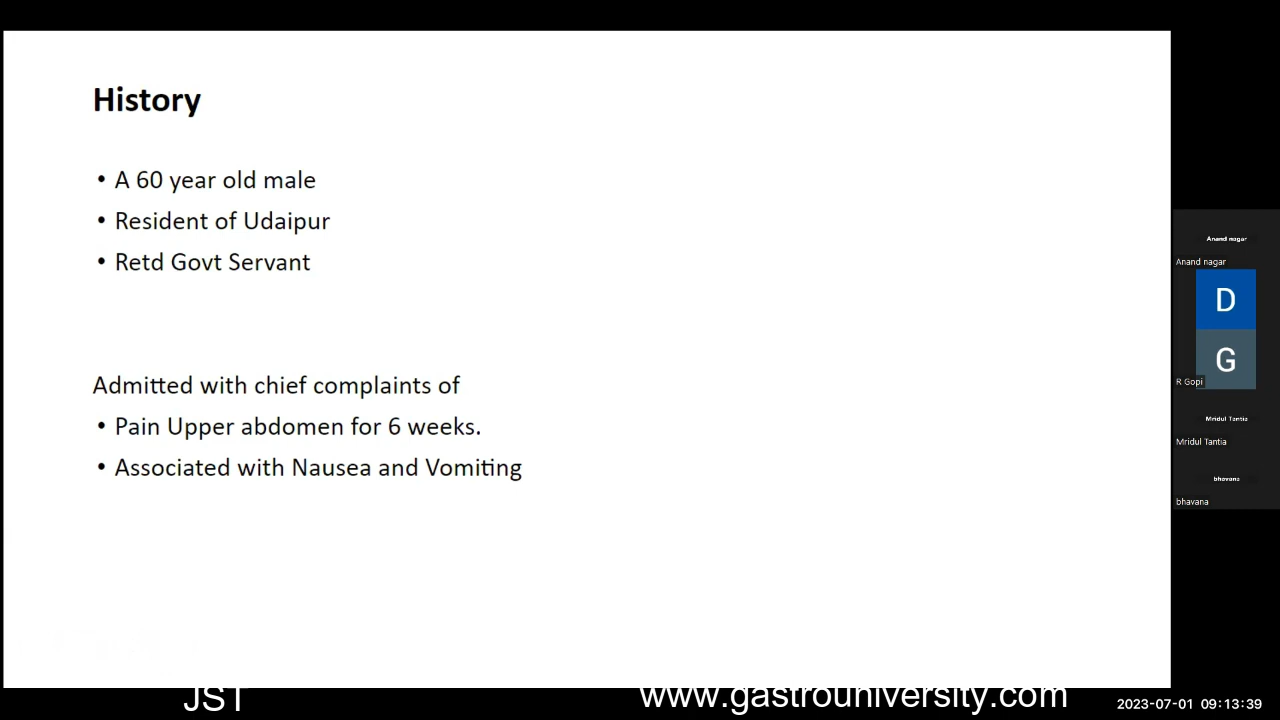 History
• A 60 year old male
• Resident of Udaipur
• Retd Govt Servant
Admitted with chief complaints of
• Pain Upper abdomen for 6 weeks.
• Associated with Nausea and Vomiting
Anand nagar
Anand nagar
D
G
R Gopi
Mridul Tantia
Mridul Tantia
bhavana
bhavana
JST
www.gastrouniversity.com
2023-07-01 09:13:39